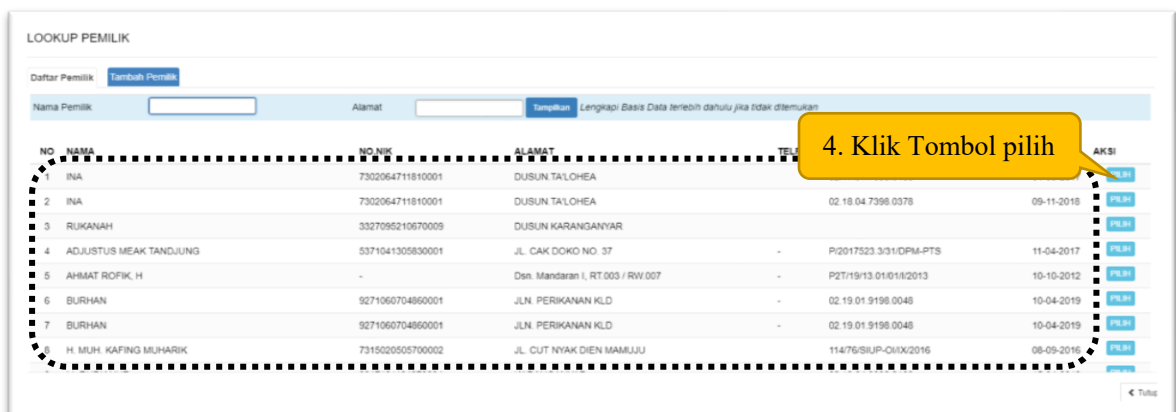 LOOKUP PEMILIK
Daftar Pemilik Tambah Pemilik
Nama Pemilik Alamat Tampilkan Lengkapi Basis Data terlebih dahulu jika tidak ditemukan
4. Klik Tombol pilih
NO NAMA NO.NIK ALAMAT AKSI
1 INA 7302064711810001 DUSUN.TA'LOHEA PILIH
2 INA 7302064711810001 DUSUN.TA'LOHEA 02.18.04.7398.0378 09-11-2018 PILIH
3 RUKANAH 3327095210670009 DUSUN KARANGANYAR PILIH
4 ADJUSTUS MEAK TANDJUNG 5371041305830001 JL. CAK DOKO NO. 37 - P/2017523.3/31/DPM-PTS 11-04-2017 PILIH
5 AHMAT ROFIK, H - Dsn. Mandaran I, RT.003 / RW.007 - P2T/19/13.01/01/I/2013 10-10-2012 PILIH
6 BURHAN 9271060704860001 JLN. PERIKANAN KLD - 02.19.01.9198.0048 10-04-2019 PILIH
7 BURHAN 9271060704860001 JLN. PERIKANAN KLD - 02.19.01.9198.0048 10-04-2019 PILIH
8 H. MUH. KAFING MUHARIK 7315020505700002 JL. CUT NYAK DIEN MAMUJU 114/76/SIUP-OI/IX/2016 08-09-2016 PILIH
PILIH
Tutup